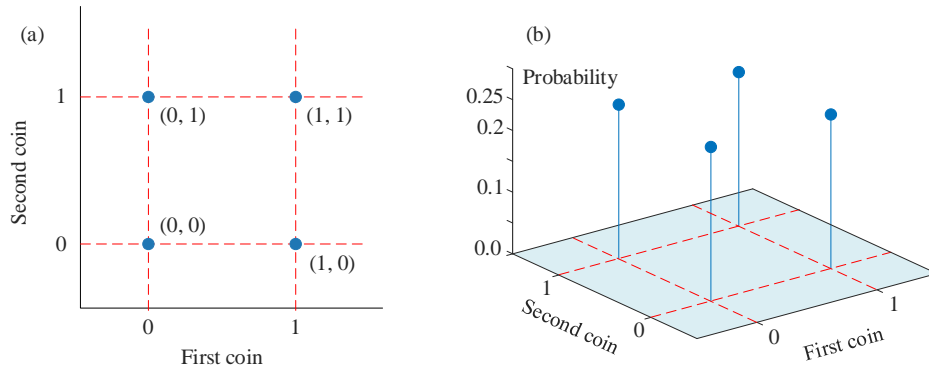 (a)
Second coin
1
0
(0, 1)
(1, 1)
(0, 0)
(1, 0)
0
1
First coin
(b)
Probability
0.25
0.2
0.1
0.0
1
0
Second coin
0
1
First coin